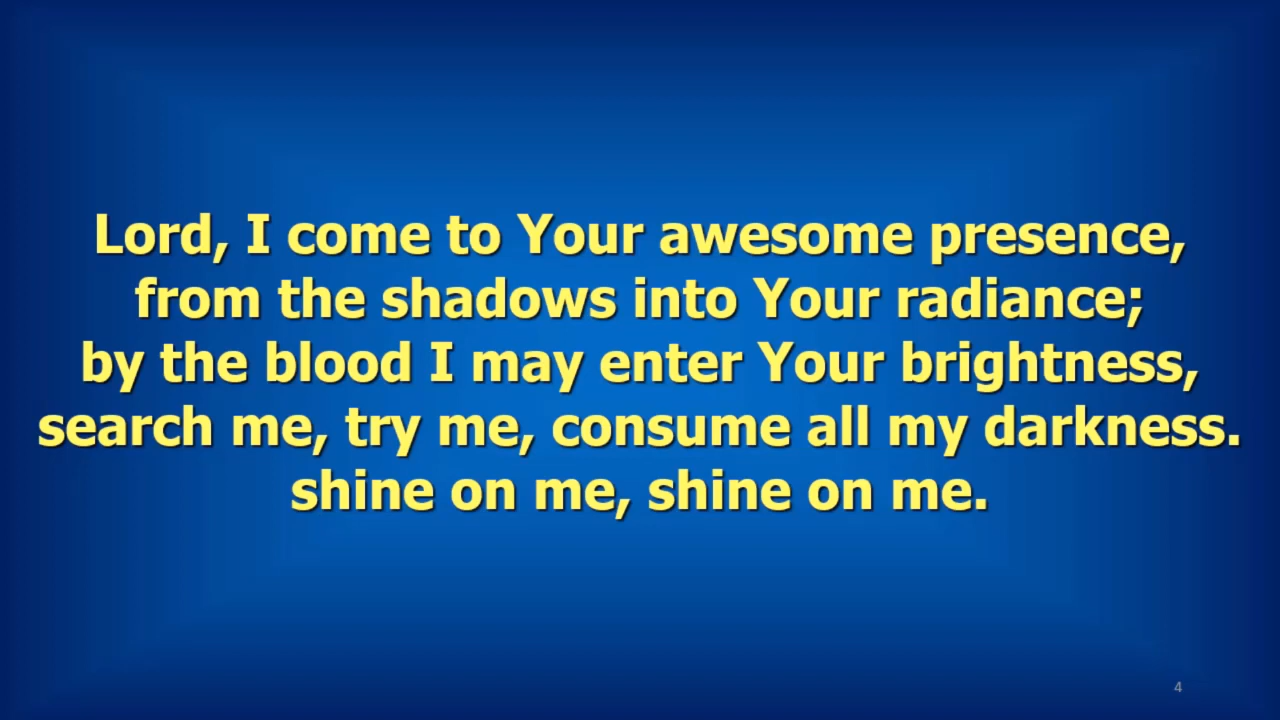 Lord, I come to Your awesome presence,
from the shadows into Your radiance;
by the blood I may enter Your brightness,
search me, try me, consume all my darkness.
shine on me, shine on me.
4